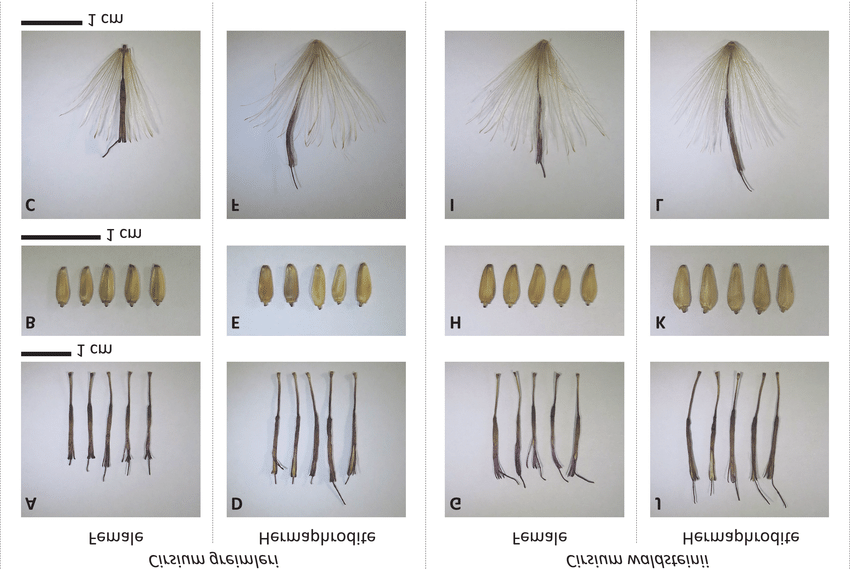 Cirsium greimleri
Cirsium waldsteinii
Female
Hermaphrodite
Female
Hermaphrodite
A
D
G
J
1 cm
B
E
H
K
1 cm
C
F
I
L
1 cm